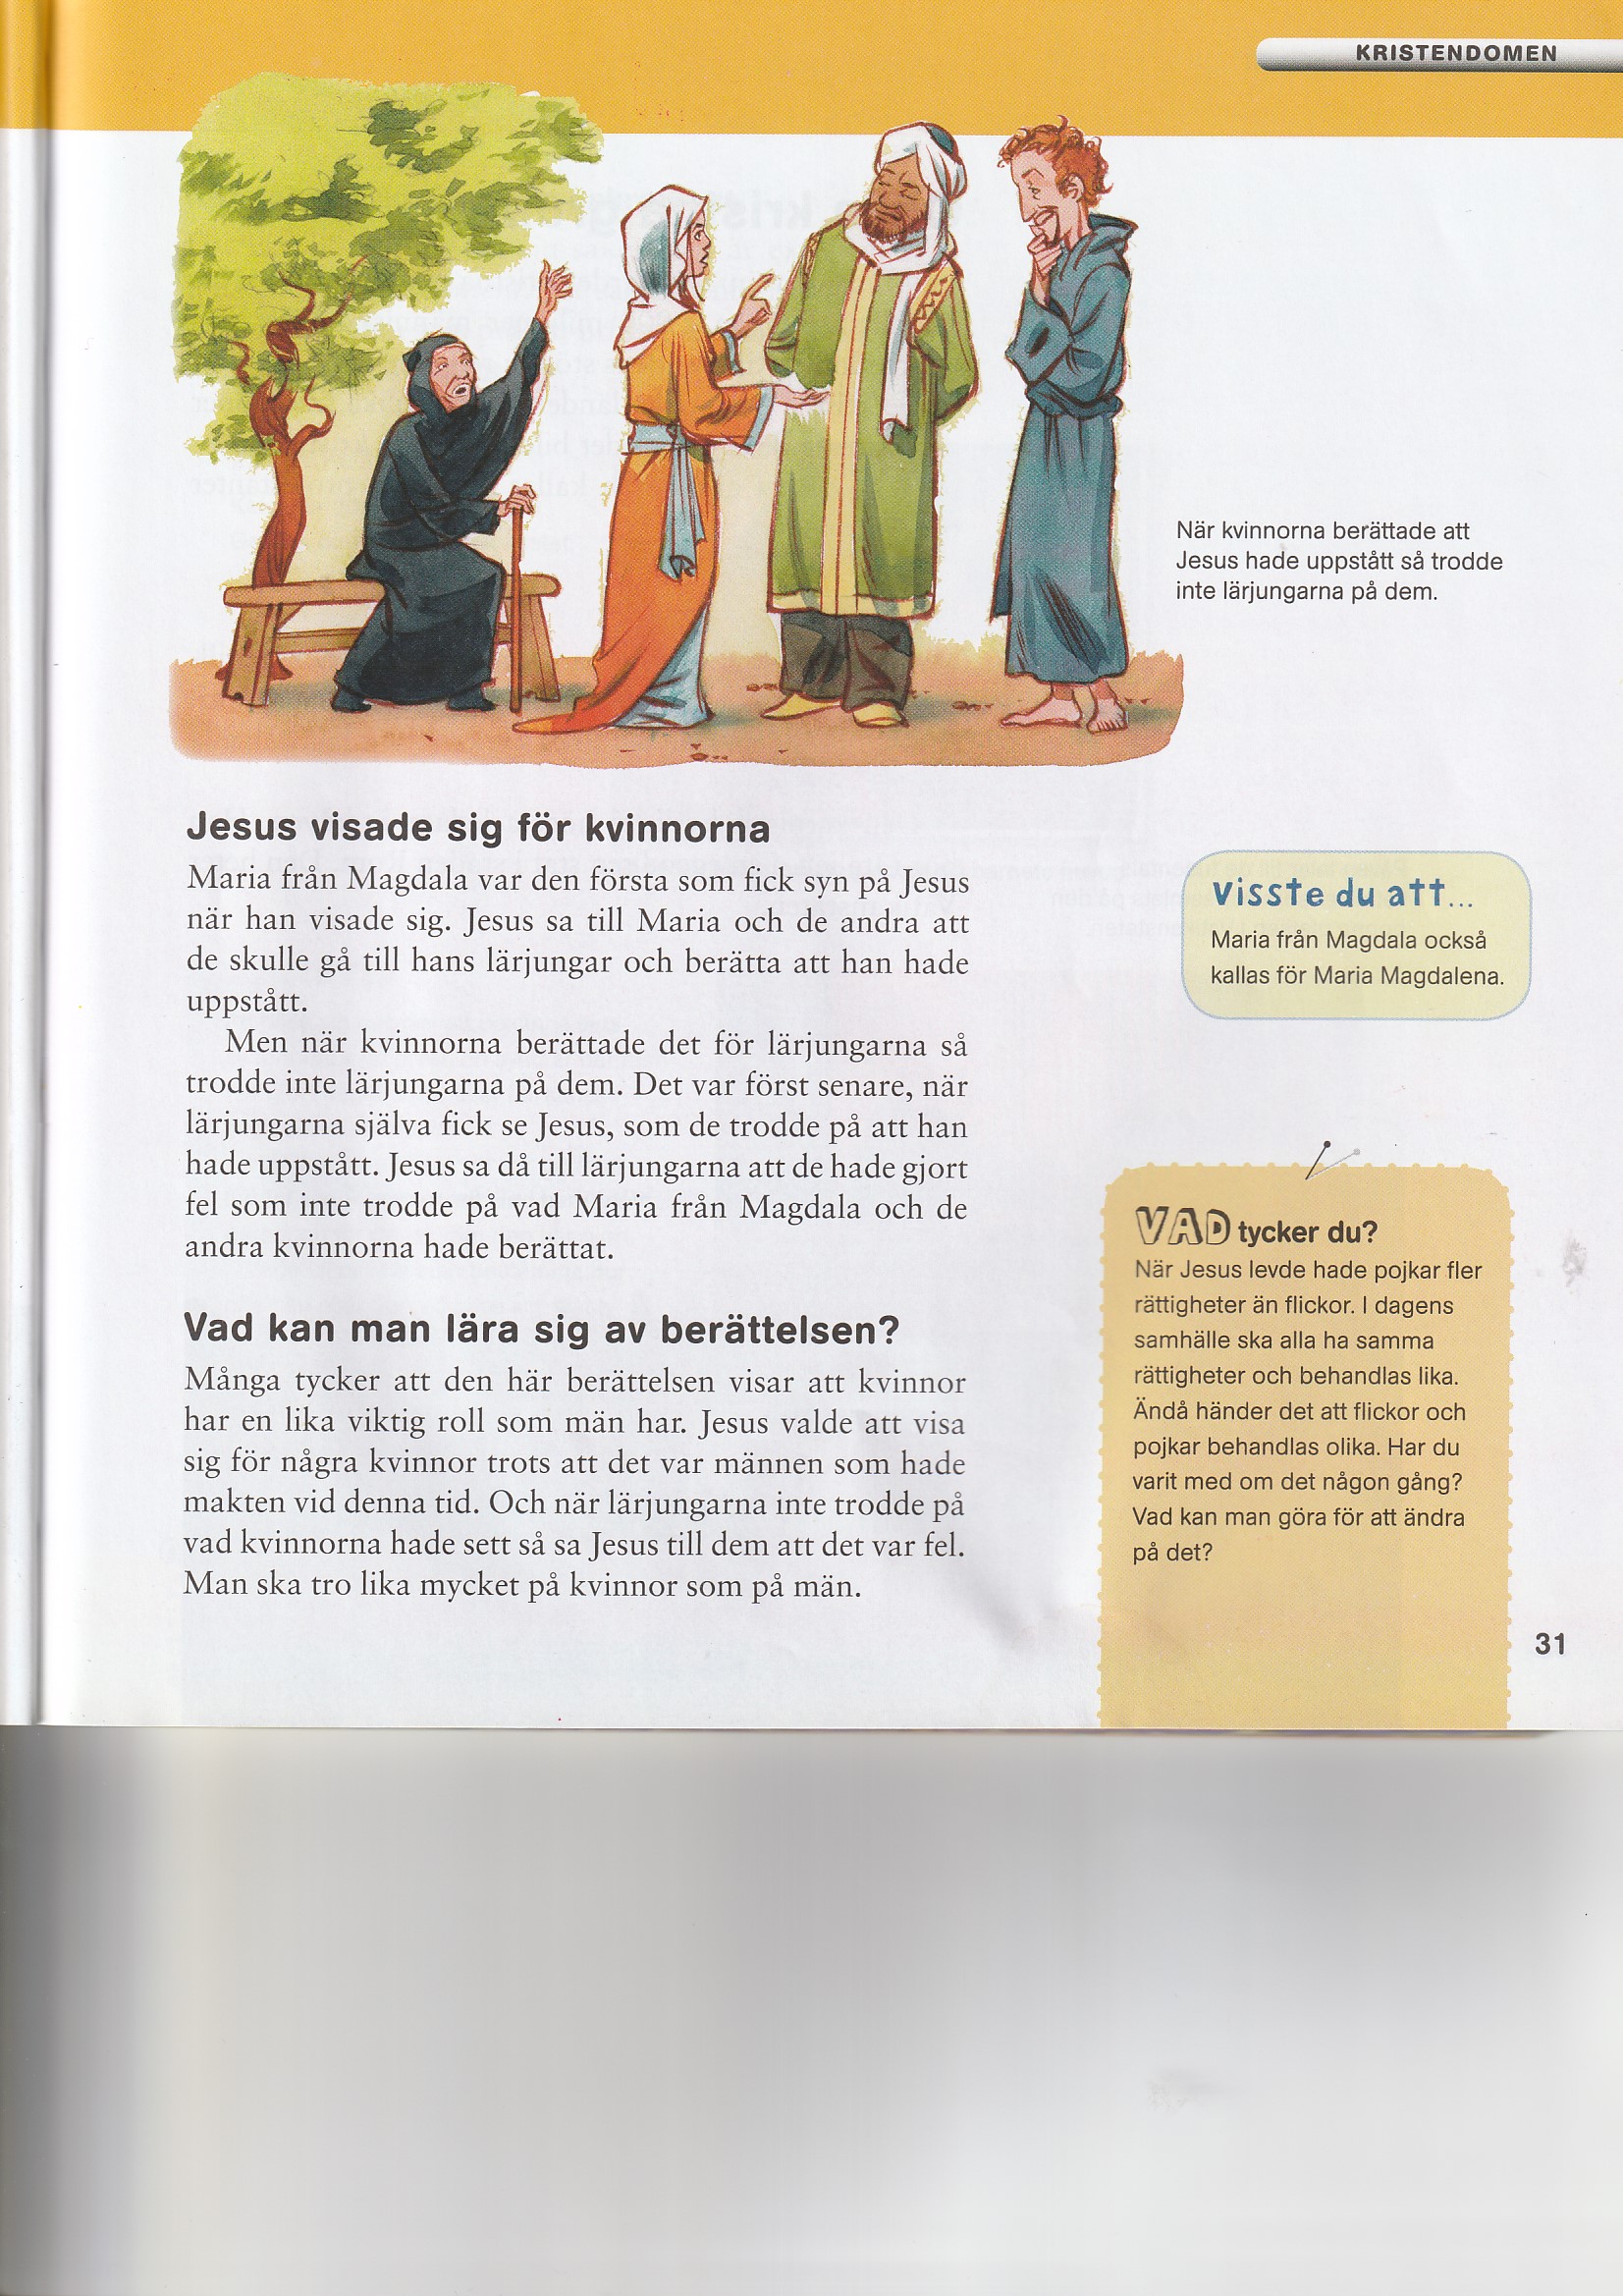 KRISTENDOMEN
När kvinnorna berättade att
Jesus hade uppstått så trodde
inte lärjungarna på dem.
Jesus visade sig för kvinnorna
Maria från Magdala var den första som fick syn på Jesus
när han visade sig. Jesus sa till Maria och de andra att
de skulle gå till hans lärjungar och berätta att han hade
uppstått.
Men när kvinnorna berättade det för lärjungarna så
trodde inte lärjungarna på dem. Det var först senare, när
lärjungarna själva fick se Jesus, som de trodde på att han
hade uppstått. Jesus sa då till lärjungarna att de hade gjort
fel som inte trodde på vad Maria från Magdala och de
andra kvinnorna hade berättat.
Vad kan man lära sig av berättelsen?
Många tycker att den här berättelsen visar att kvinnor
har en lika viktig roll som män har. Jesus valde att visa
sig för några kvinnor trots att det var männen som hade
makten vid denna tid. Och när lärjungarna inte trodde på
vad kvinnorna hade sett så sa Jesus till dem att det var fel.
Man ska tro lika mycket på kvinnor som på män.
Visste du att...
Maria från Magdala också
kallas för Maria Magdalena.
VAD tycker du?
När Jesus levde hade pojkar fler
rättigheter än flickor. I dagens
samhälle ska alla ha samma
rättigheter och behandlas lika.
Ändå händer det att flickor och
pojkar behandlas olika. Har du
varit med om det någon gång?
Vad kan man göra för att ändra
på det?
31